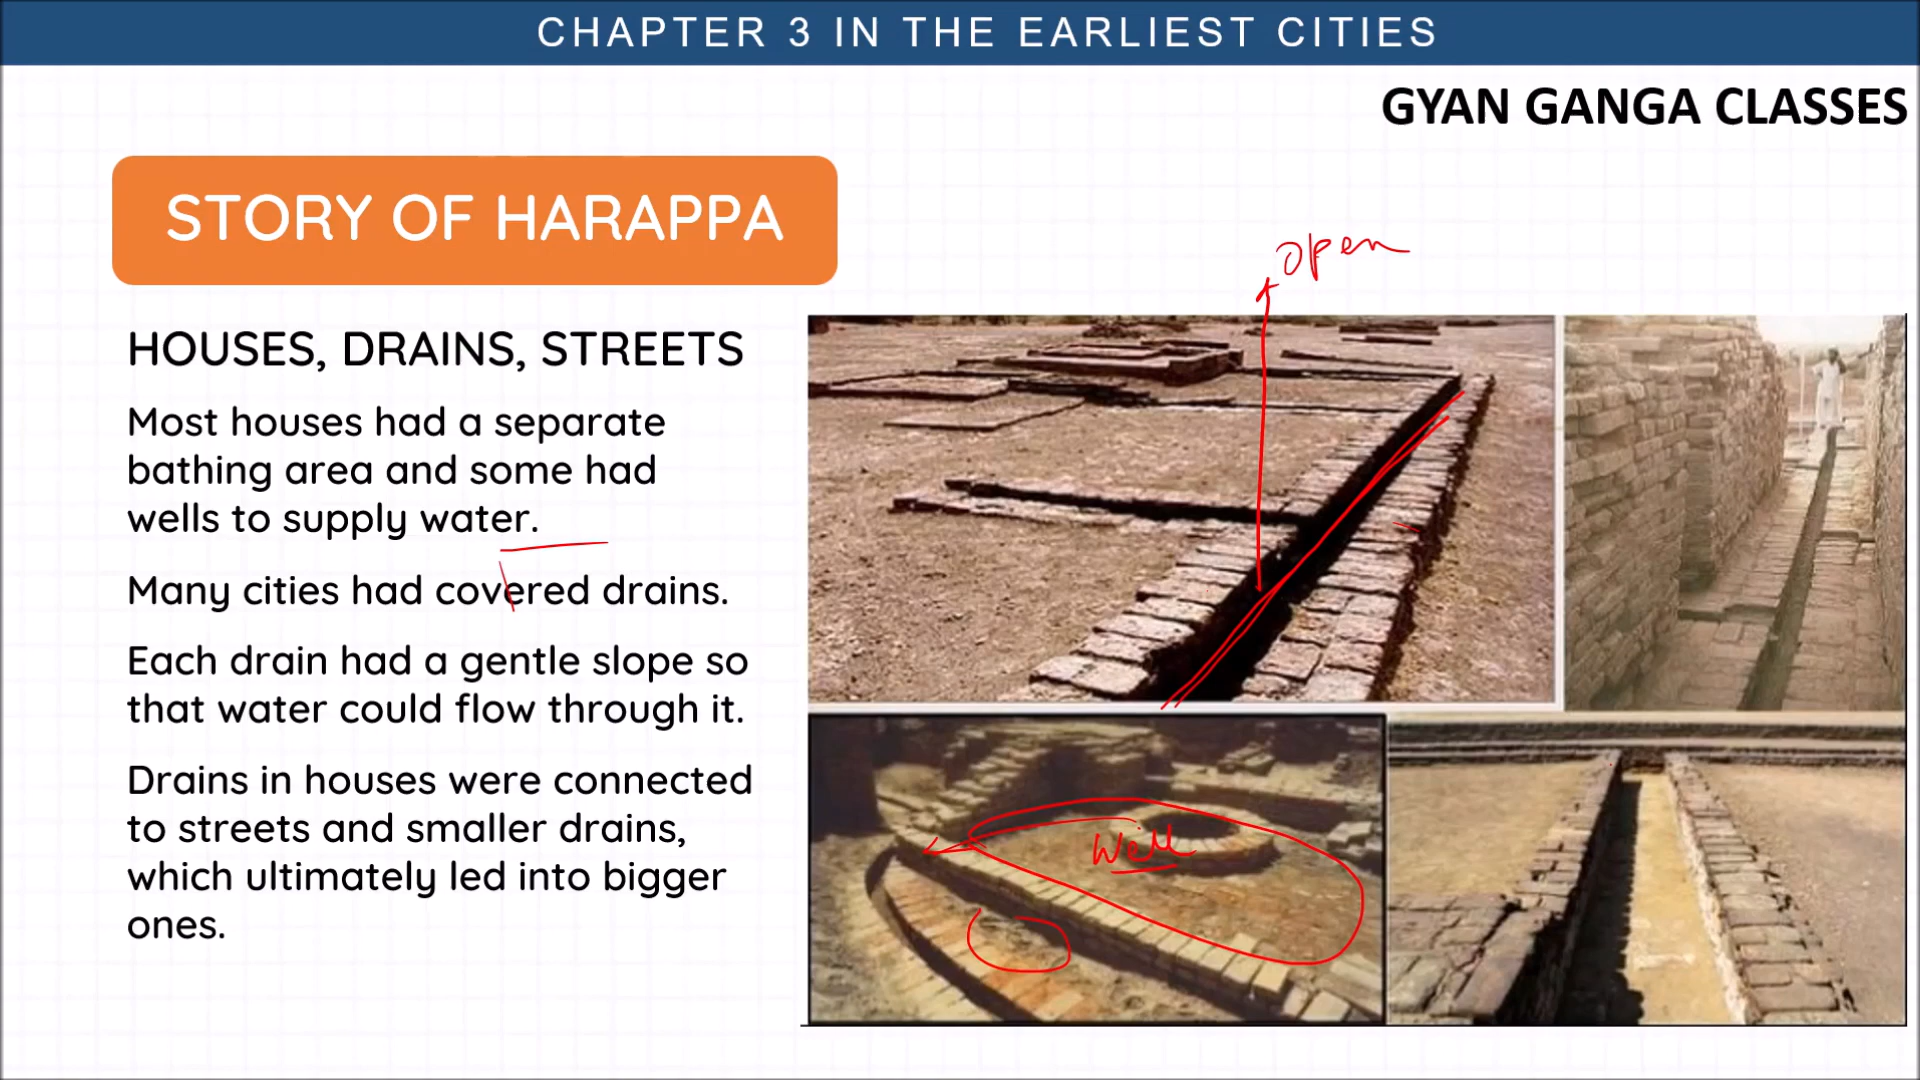 CHAPTER 3 IN THE EARLIEST CITIES
GYAN GANGA CLASSES
STORY OF HARAPPA
open
HOUSES, DRAINS, STREETS
Most houses had a separate
bathing area and some had
wells to supply water.
Many cities had covered drains.
Each drain had a gentle slope so
that water could flow through it.
Drains in houses were connected
to streets and smaller drains,
which ultimately led into bigger
ones.
Well